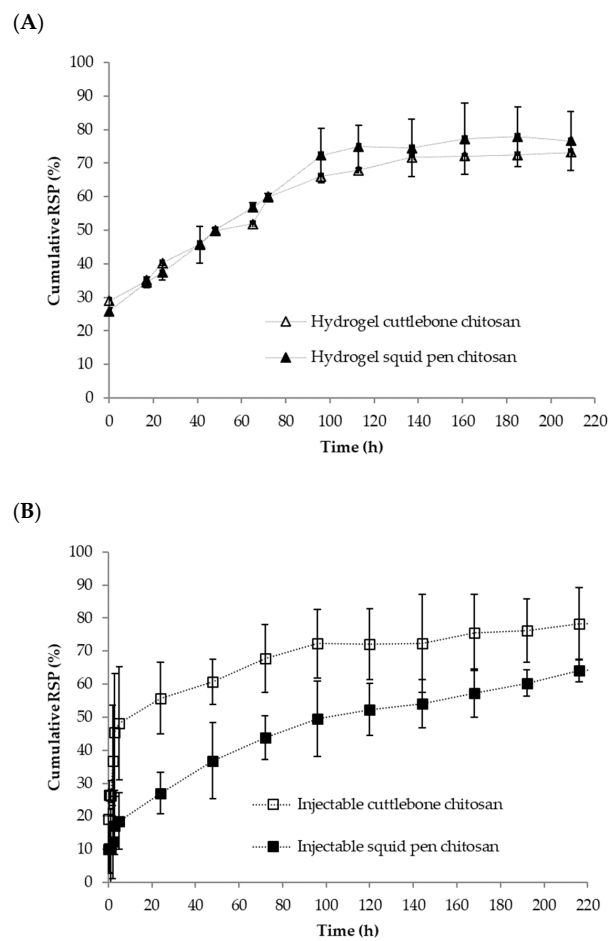 (A)
100
90
80
70
60
50
40
30
20
10
0
Cumulative RSP (%)
Hydrogel cuttlebone chitosan
Hydrogel squid pen chitosan
0 20 40 60 80 100 120 140 160 180 200 220
Time (h)
(B)
100
90
80
70
60
50
40
30
20
10
0
Cumulative RSP (%)
Injectable cuttlebone chitosan
Injectable squid pen chitosan
0 20 40 60 80 100 120 140 160 180 200 220
Time (h)